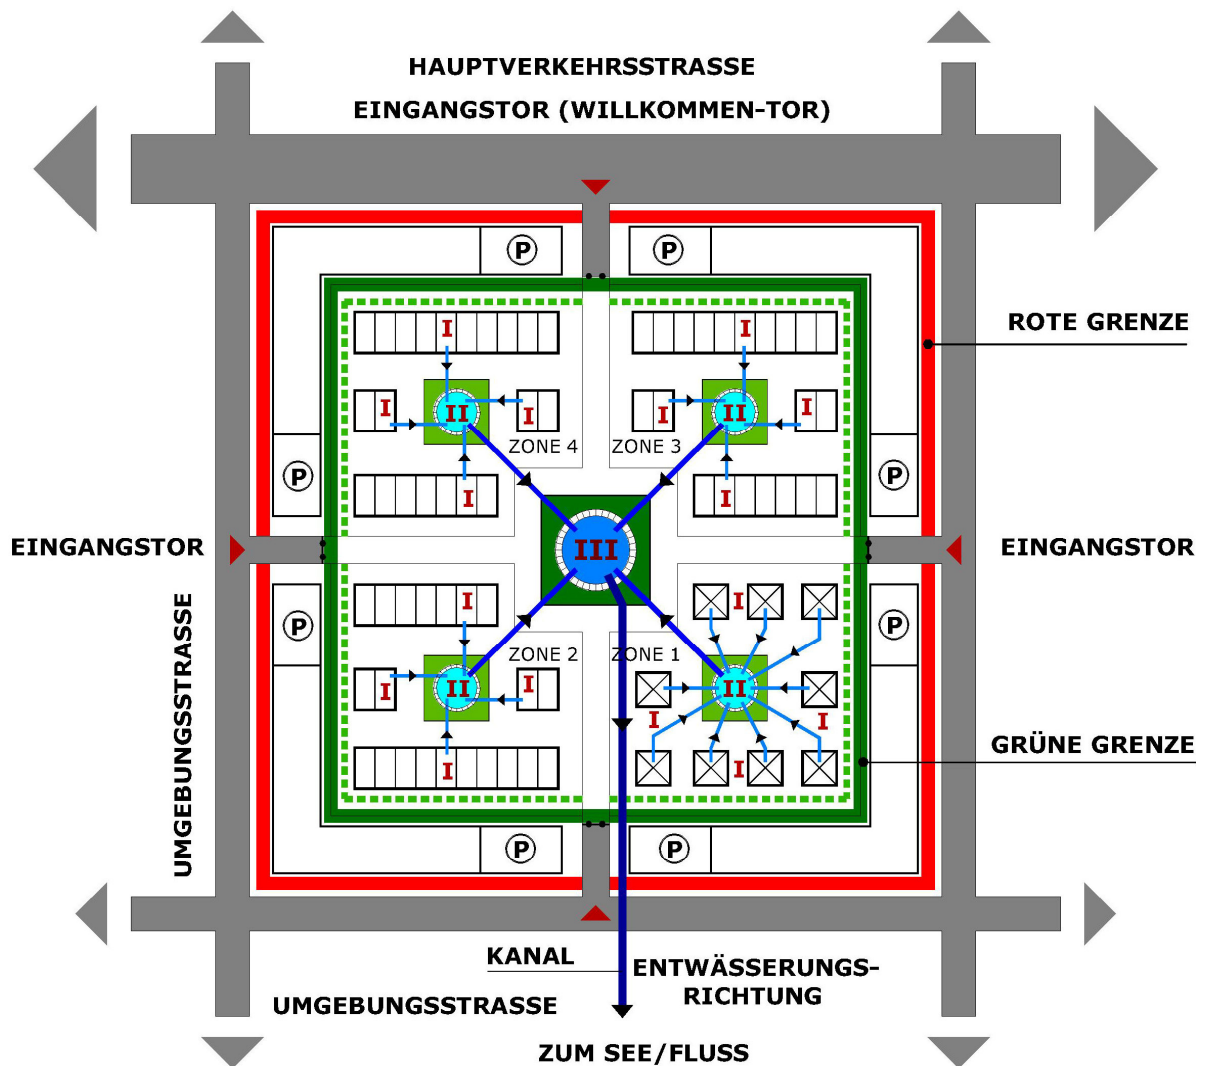 HAUPTVERKEHRSSTRASSE
EINGANGSTOR (WILLKOMMEN-TOR)
P
P
ROTE GRENZE
I
I
I
II
I
I
II
I
ZONE 4
ZONE 3
P
I
I
P
EINGANGSTOR
III
EINGANGSTOR
UMGEBUNGSSTRASSE
P
I
I
P
ZONE 2
ZONE 1
I
II
I
II
I
I
GRÜNE GRENZE
I
I
P
P
KANAL
ENTWÄSSERUNGS-
RICHTUNG
UMGEBUNGSSTRASSE
ZUM SEE/FLUSS